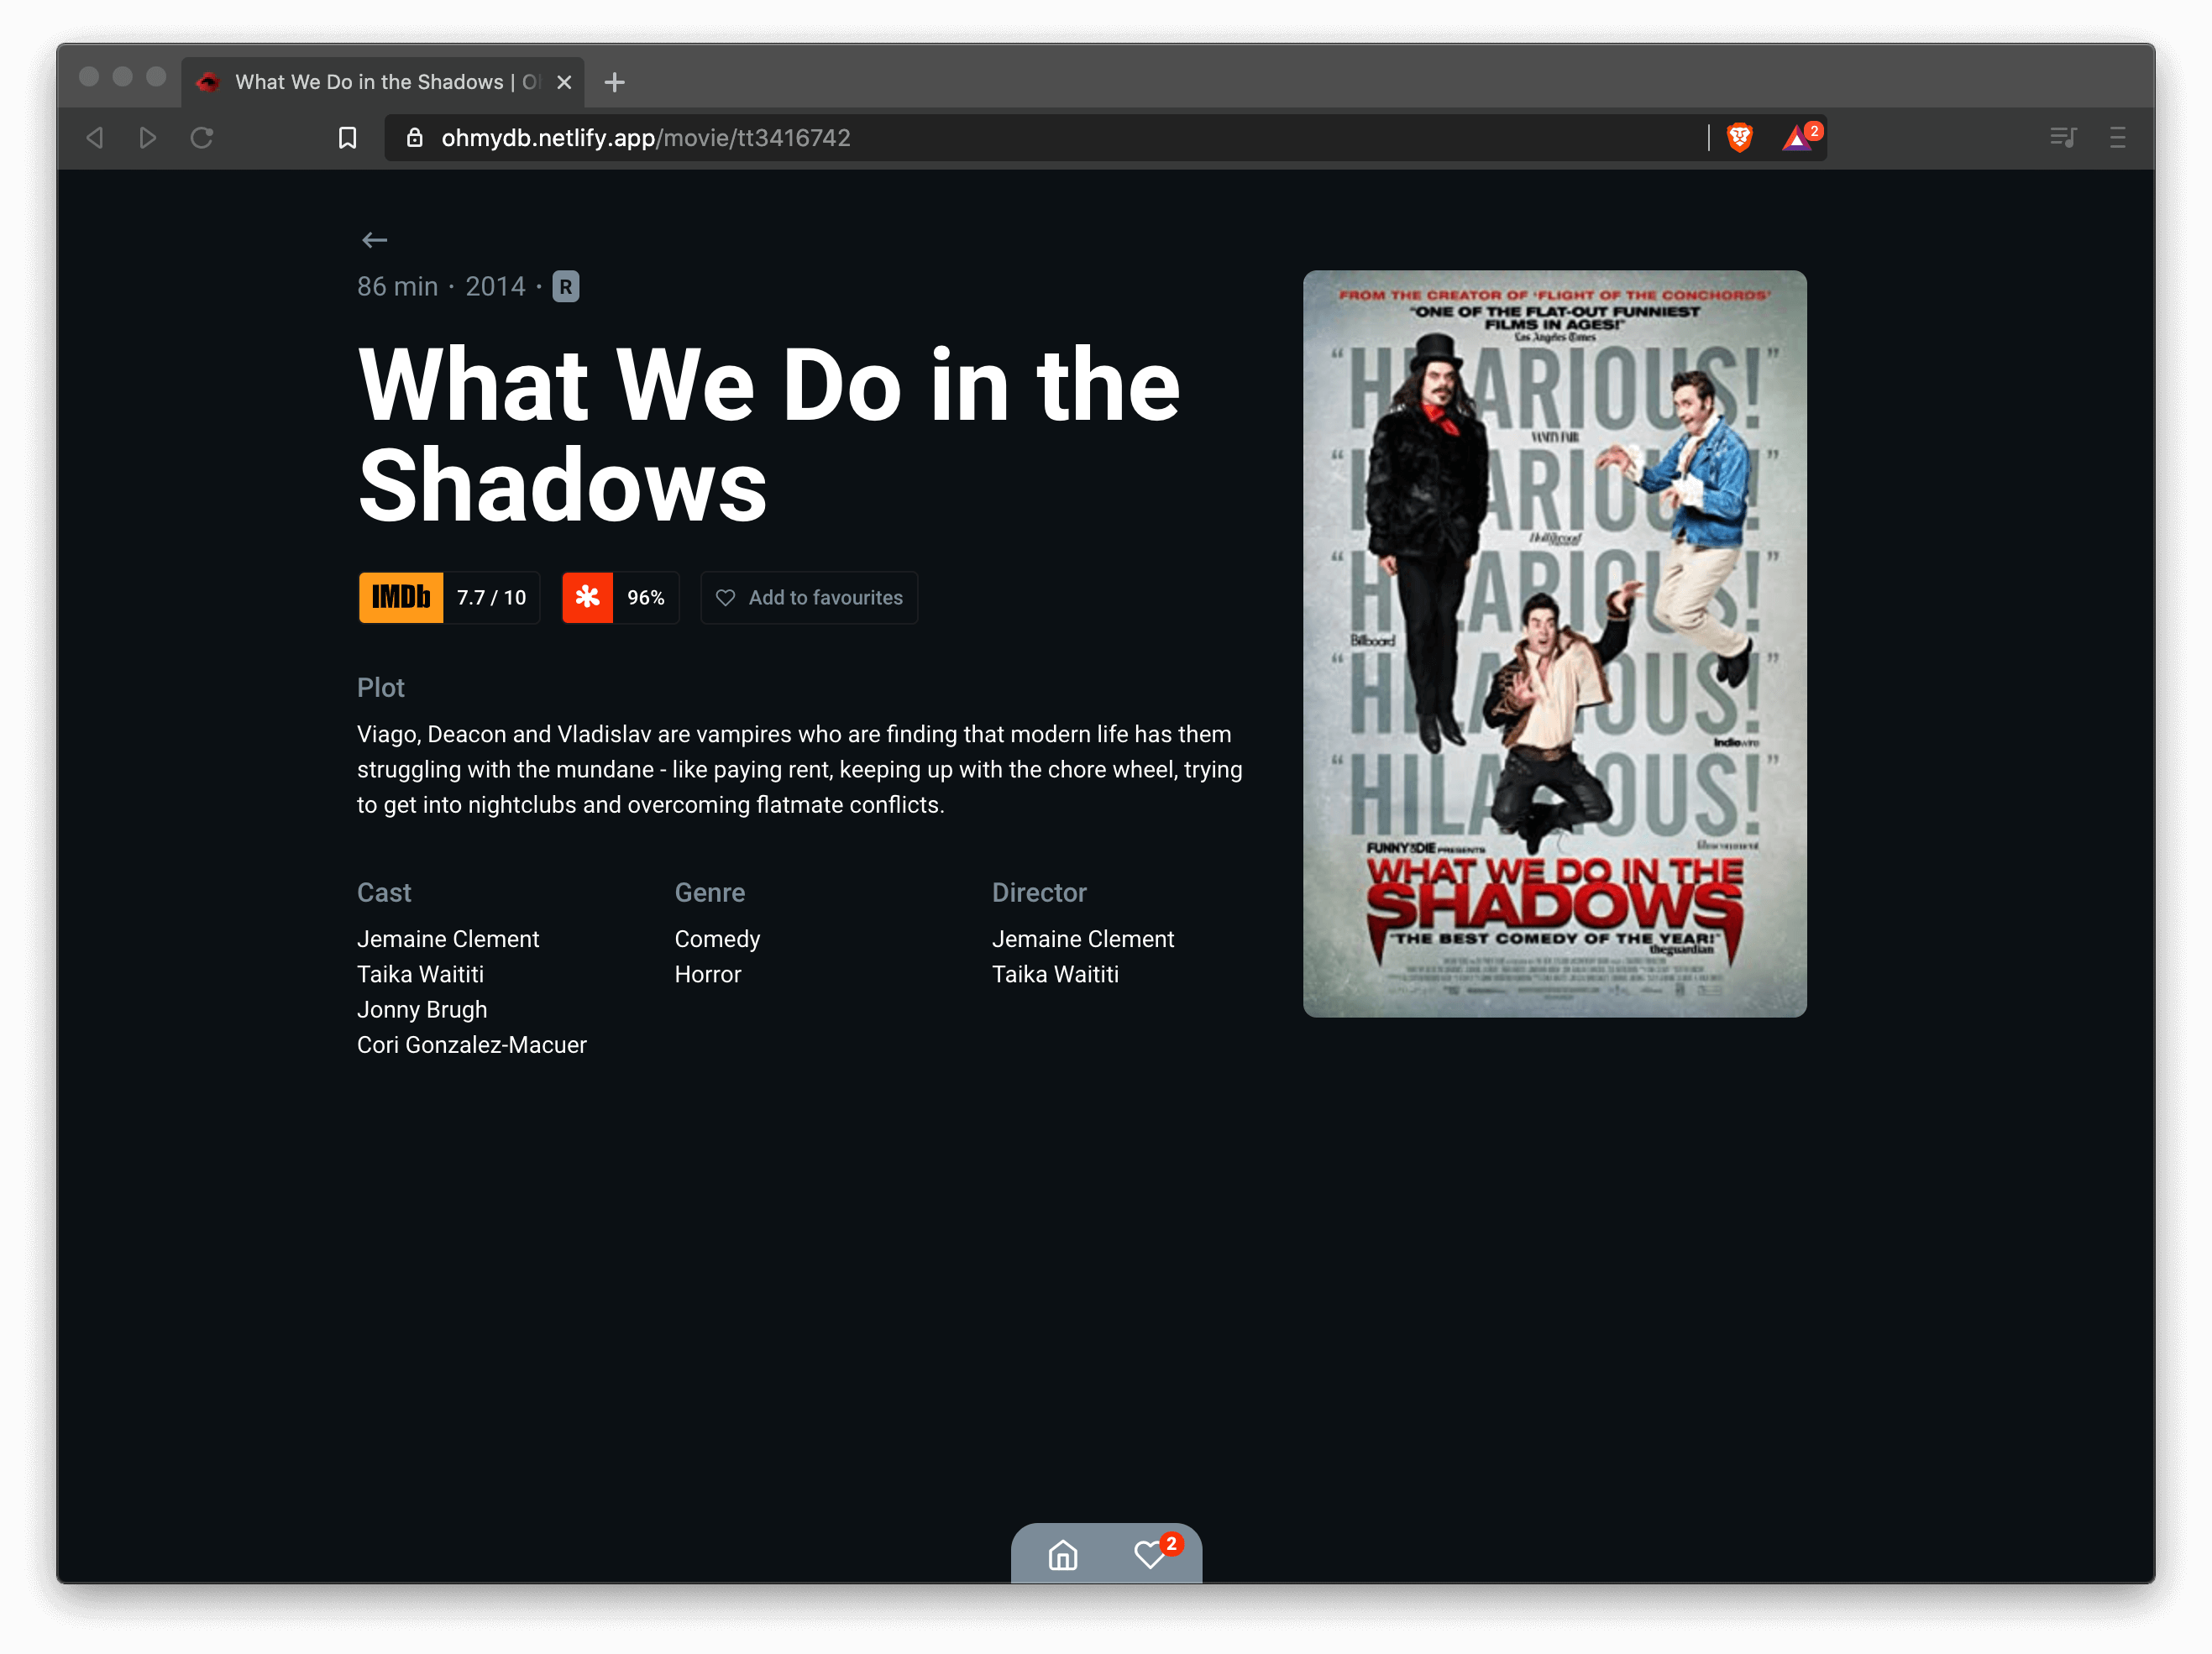 What We Do in the Shadows | O
ohmydb.netlify.app/movie/tt3416742
2
86 min · 2014 · R
What We Do in the
Shadows
IMDb 7.7 / 10 96% Add to favourites
Plot
Viago, Deacon and Vladislav are vampires who are finding that modern life has them
struggling with the mundane - like paying rent, keeping up with the chore wheel, trying
to get into nightclubs and overcoming flatmate conflicts.
Cast
Jemaine Clement
Taika Waititi
Jonny Brugh
Cori Gonzalez-Macuer
Genre
Comedy
Horror
Director
Jemaine Clement
Taika Waititi
FROM THE CREATOR OF 'FLIGHT OF THE CONCHORDS'
"ONE OF THE FLAT-OUT FUNNIEST
FILMS IN AGES!"
Los Angeles Times
"HILARIOUS!"
VANITY FAIR
"HILARIOUS!"
"HILARIOUS!"
Billboard
"HILARIOUS!"
Indiewire
"HILARIOUS!"
filmcomment
FUNNY OR DIE PRESENTS
WHAT WE DO IN THE
SHADOWS
"THE BEST COMEDY OF THE YEAR!"
theguardian
2